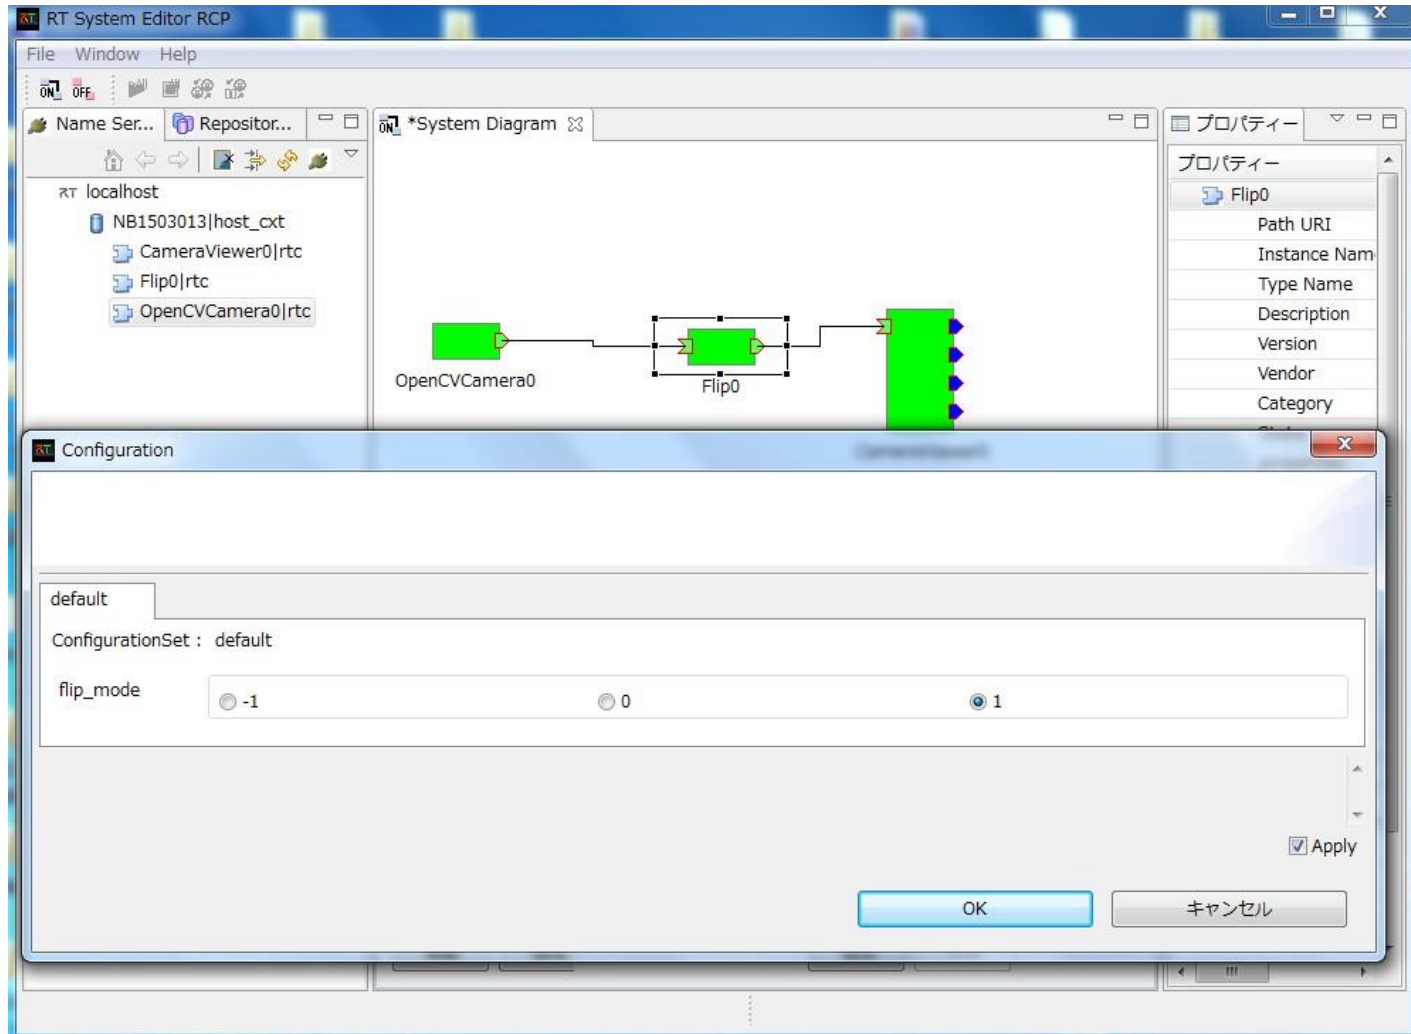 RT System Editor RCP
File Window Help
ON OFF
Name Ser... Repositor...
*System Diagram
プロパティー
RT localhost
NB1503013|host_cxt
CameraViewer0|rtc
Flip0|rtc
OpenCVCamera0|rtc
OpenCVCamera0
Flip0
プロパティー
Flip0
Path URI
Instance Nam
Type Name
Description
Version
Vendor
Category
Configuration
default
ConfigurationSet : default
flip_mode
-1
0
1
Apply
OK
キャンセル